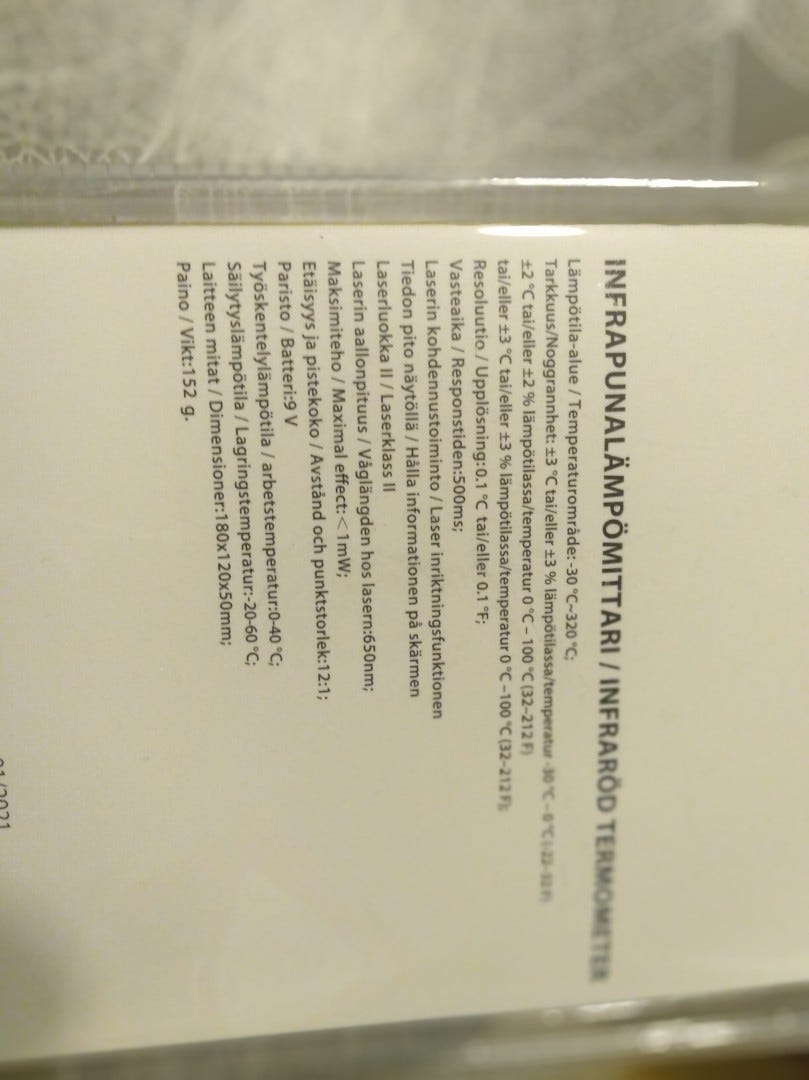 INFRAPUNALÄMPÖMITTARI / INFRARÖD TERMOMETER
Lämpötila-alue / Temperaturområde: -30 °C~320 °C;
Tarkkuus/Noggrannhet: ±3 °C tai/eller ±3 % lämpötilassa/temperatur -30 °C – 0 °C (-22–32 F)
±2 °C tai/eller ±2 % lämpötilassa/temperatur 0 °C – 100 °C (32–212 F)
tai/eller ±3 °C tai/eller ±3 % lämpötilassa/temperatur 0 °C –100 °C (32–212 F);
Resoluutio / Upplösning:0.1 °C tai/eller 0.1 °F;
Vasteaika / Responstiden:500ms;
Laserin kohdennustoiminto / Laser inriktningsfunktionen
Tiedon pito näytöllä / Hålla informationen på skärmen
Laserluokka II / Laserklass II
Laserin aallonpituus / Våglängden hos lasern:650nm;
Maksimiteho / Maximal effect:<1mW;
Etäisyys ja pistekoko / Avstånd och punktstorlek:12:1;
Paristo / Batteri:9 V
Työskentelylämpötila / arbetstemperatur:0-40 °C;
Säilytyslämpötila / Lagringstemperatur:-20-60 °C;
Laitteen mitat / Dimensioner:180x120x50mm;
Paino / Vikt:152 g.
01/2021